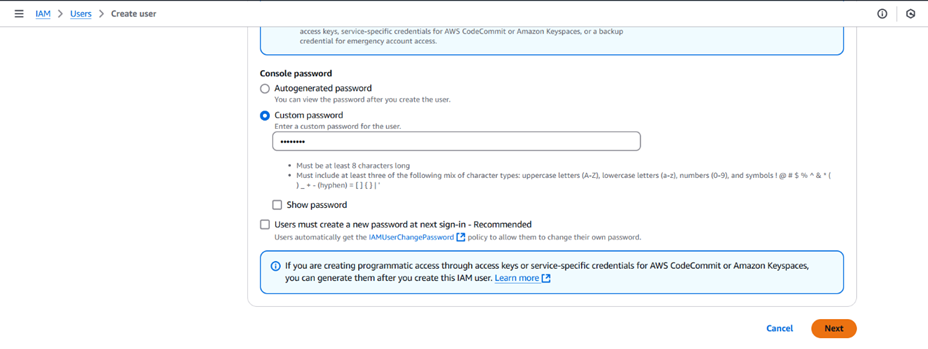 IAM > Users > Create user
access keys, service-specific credentials for AWS CodeCommit or Amazon Keyspaces, or a backup
credential for emergency account access.
Console password
Autogenerated password
You can view the password after you create the user.
Custom password
Enter a custom password for the user.
••••••••
• Must be at least 8 characters long
• Must include at least three of the following mix of character types: uppercase letters (A-Z), lowercase letters (a-z), numbers (0-9), and symbols ! @ # $ % ^ & * (
) _ + - (hyphen) = [ ] { } | '
Show password
Users must create a new password at next sign-in - Recommended
Users automatically get the IAMUserChangePassword policy to allow them to change their own password.
If you are creating programmatic access through access keys or service-specific credentials for AWS CodeCommit or Amazon Keyspaces,
you can generate them after you create this IAM user. Learn more
Cancel
Next